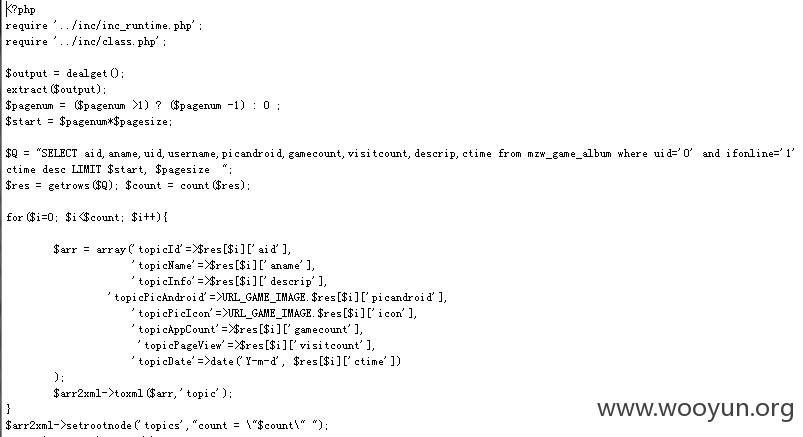 <?php
require '../inc/inc_runtime.php';
require '../inc/class.php';
$output = dealget();
extract($output);
$pagenum = ($pagenum >1) ? ($pagenum -1) : 0 ;
$start = $pagenum*$pagesize;
$Q = "SELECT aid,aname,uid,username,picandroid,gamecount,visitcount,descrip,ctime from mzw_game_album where uid='0' and ifonline='1'
ctime desc LIMIT $start, $pagesize ";
$res = getrows($Q); $count = count($res);
for($i=0; $i<$count; $i++){
$arr = array('topicId'=>$res[$i]['aid'],
'topicName'=>$res[$i]['aname'],
'topicInfo'=>$res[$i]['descrip'],
'topicPicAndroid'=>URL_GAME_IMAGE.$res[$i]['picandroid'],
'topicPicIcon'=>URL_GAME_IMAGE.$res[$i]['icon'],
'topicAppCount'=>$res[$i]['gamecount'],
'topicPageView'=>$res[$i]['visitcount'],
'topicDate'=>date('Y-m-d', $res[$i]['ctime'])
);
$arr2xml->toxml($arr,'topic');
}
$arr2xml->setrootnode('topics',"count = \"$count\" ");
www.wooyun.org